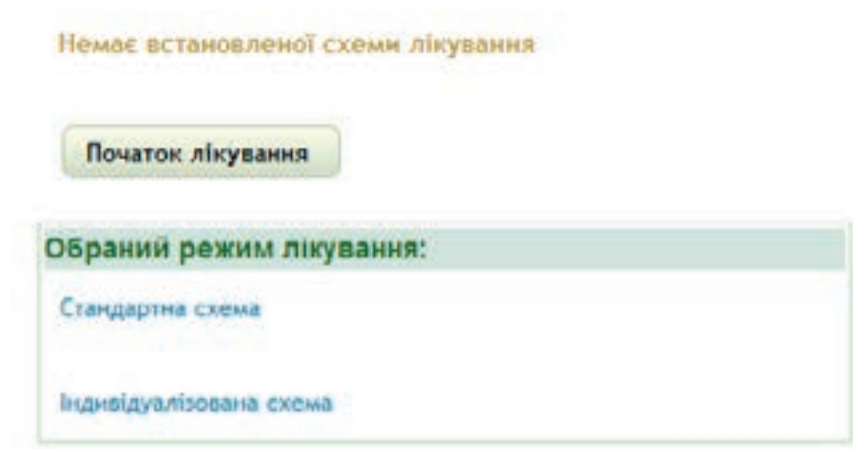 Немає встановленої схеми лікування
Початок лікування
Обраний режим лікування:
Стандартна схема
Індивідуалізована схема